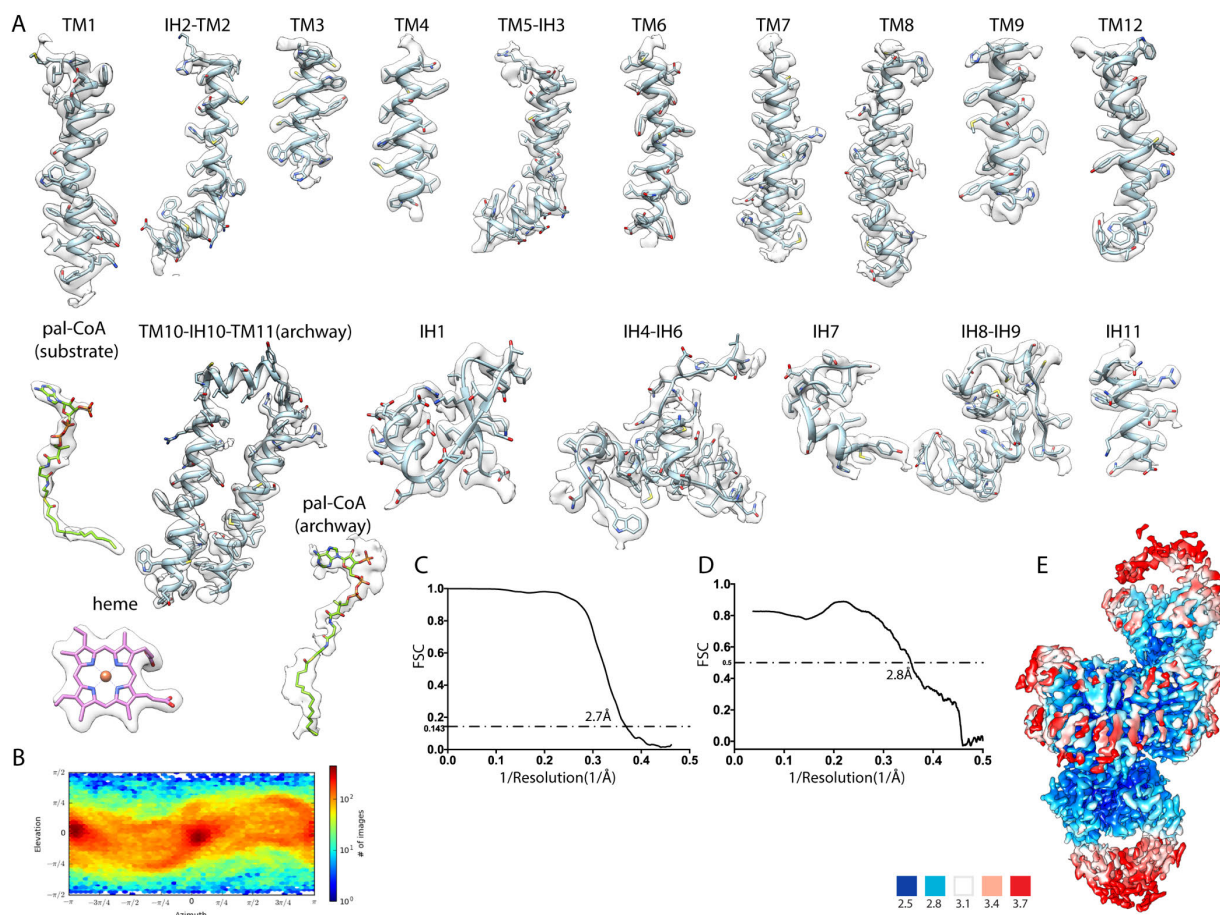 A
TM1
IH2-TM2
TM3
TM4
TM5-IH3
TM6
TM7
TM8
TM9
TM12
pal-CoA
(substrate)
TM10-IH10-TM11(archway)
IH1
IH4-IH6
IH7
IH8-IH9
IH11
pal-CoA
(archway)
heme
B
π/2
π/4
0
−π/4
−π/2
Elevation
−π
−3π/4
−π/2
−π/4
0
π/4
π/2
3π/4
π
Azimuth
10²
10¹
10⁰
# of images
C
1.0
0.8
0.6
0.4
0.2
0.143
0.0
FSC
2.7Å
0.0 0.1 0.2 0.3 0.4 0.5
1/Resolution(1/Å)
D
1.0
0.8
0.6
0.5
0.4
0.2
0.0
FSC
2.8Å
0.0 0.1 0.2 0.3 0.4 0.5
1/Resolution(1/Å)
E
2.5 2.8 3.1 3.4 3.7